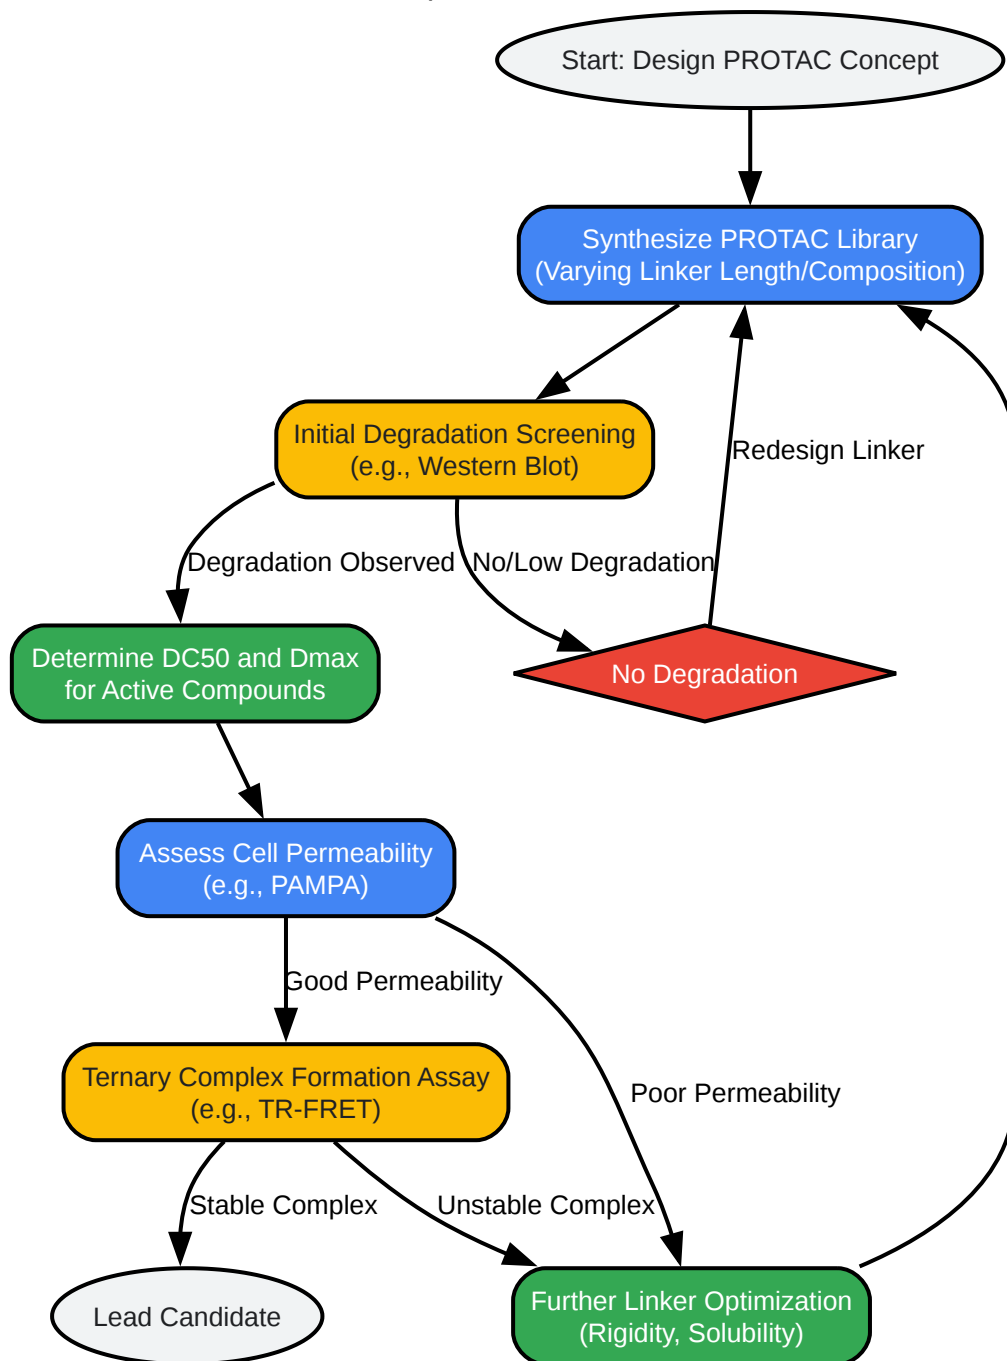 Start: Design PROTAC Concept
Synthesize PROTAC Library
(Varying Linker Length/Composition)
Initial Degradation Screening
(e.g., Western Blot)
Redesign Linker
Degradation Observed
No/Low Degradation
Determine DC50 and Dmax
for Active Compounds
No Degradation
Assess Cell Permeability
(e.g., PAMPA)
Good Permeability
Ternary Complex Formation Assay
(e.g., TR-FRET)
Poor Permeability
Stable Complex
Unstable Complex
Lead Candidate
Further Linker Optimization
(Rigidity, Solubility)